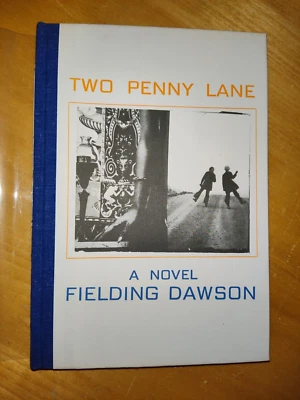 TWO PENNY LANE
A NOVEL
FIELDING DAWSON